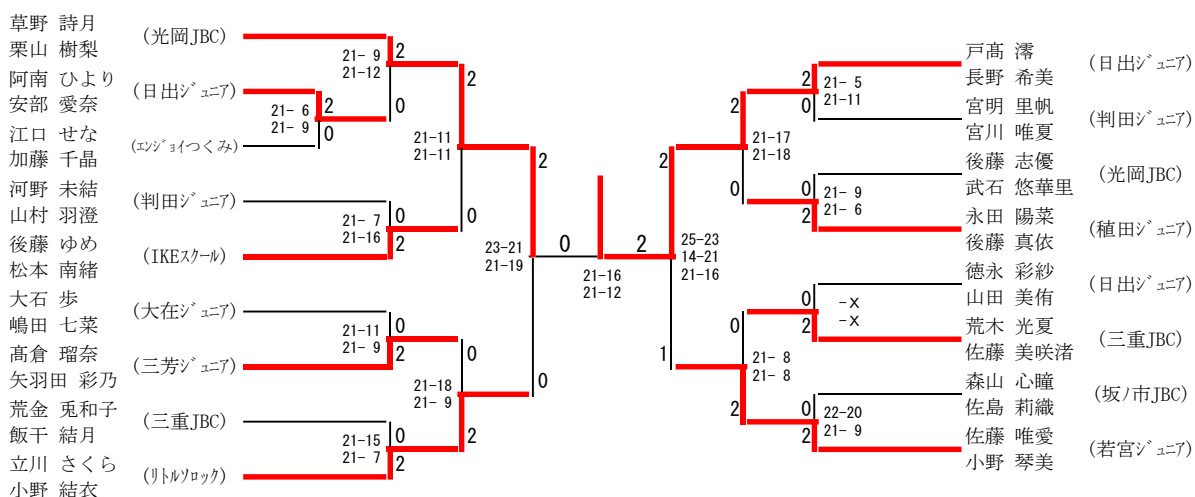 草野 詩月
栗山 樹梨
(光岡JBC)
阿南 ひより
安部 愛奈
(日出ジュニア)
江口 せな
加藤 千晶
(エンジョイつくみ)
河野 未結
山村 羽澄
(判田ジュニア)
後藤 ゆめ
松本 南緒
(IKEスクール)
大石 歩
嶋田 七菜
(大在ジュニア)
髙倉 瑠奈
矢羽田 彩乃
(三芳ジュニア)
荒金 兎和子
飯干 結月
(三重JBC)
立川 さくら
小野 結衣
(リトルソロック)
2
21- 9
21-12
0
2
21- 6
21- 9
0
2
21-11
21-11
0
0
21- 7
21-16
2
2
23-21
21-19
0
0
21-11
21- 9
2
0
21-18
21- 9
2
0
21-15
21- 7
2
0
2
21-16
21-12
2
25-23
14-21
21-16
1
2
21-17
21-18
0
2
21- 5
21-11
0
0
21- 9
21- 6
2
0
-X
-X
2
0
21- 8
21- 8
2
0
22-20
21- 9
2
戸髙 澪
長野 希美
(日出ジュニア)
宮明 里帆
宮川 唯夏
(判田ジュニア)
後藤 志優
武石 悠華里
(光岡JBC)
永田 陽菜
後藤 真依
(植田ジュニア)
徳永 彩紗
山田 美侑
(日出ジュニア)
荒木 光夏
佐藤 美咲渚
(三重JBC)
森山 心瞳
佐島 莉織
(坂ノ市JBC)
佐藤 唯愛
小野 琴美
(若宮ジュニア)